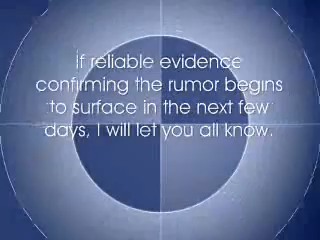 If reliable evidence
confirming the rumor begins
to surface in the next few
days, I will let you all know.